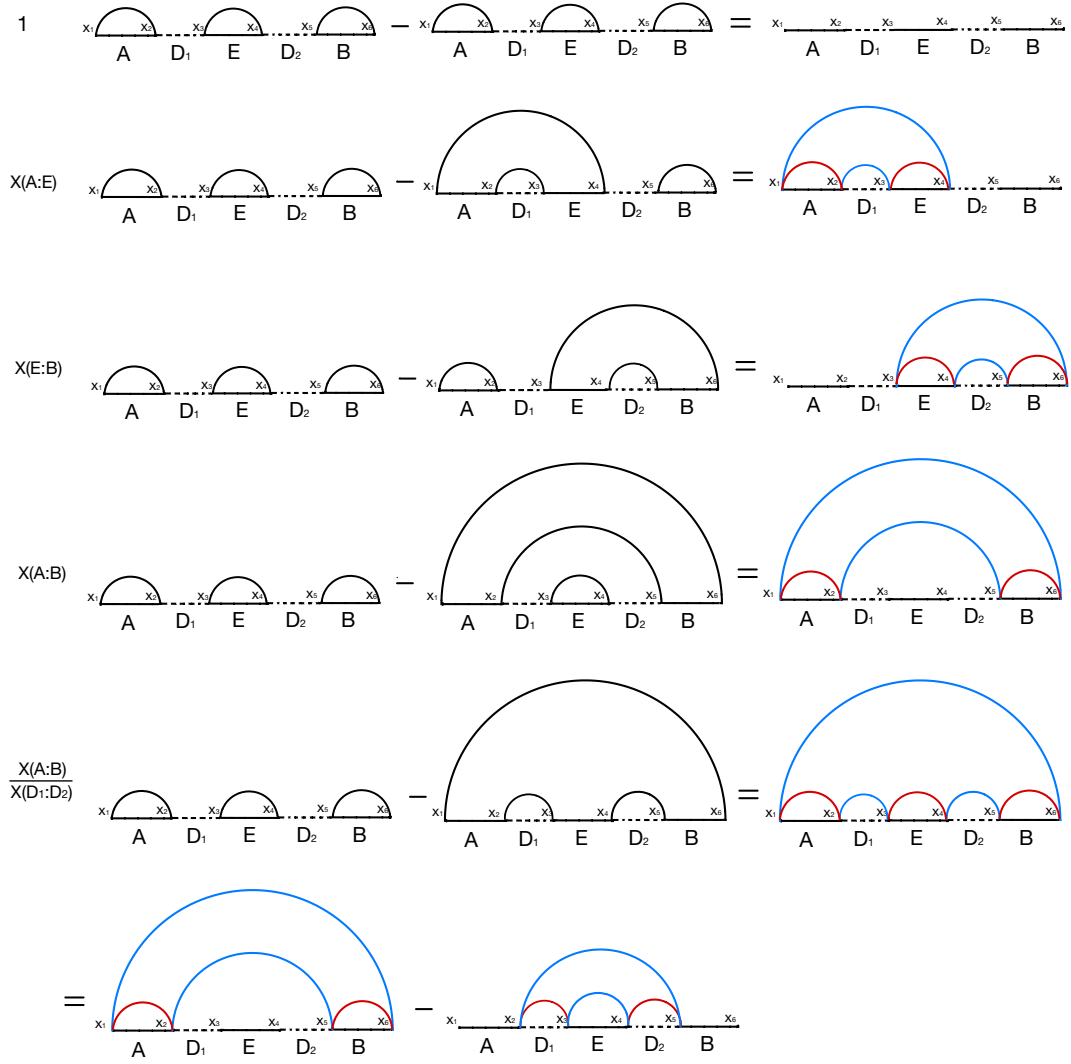 1 x₁ x₂ x₃ x₄ x₅ x₆ − x₁ x₂ x₃ x₄ x₅ x₆ = x₁ x₂ x₃ x₄ x₅ x₆
A D₁ E D₂ B A D₁ E D₂ B A D₁ E D₂ B
X(A:E) x₁ x₂ x₃ x₄ x₅ x₆ − x₁ x₂ x₃ x₄ x₅ x₆ = x₁ x₂ x₃ x₄ x₅ x₆
A D₁ E D₂ B A D₁ E D₂ B A D₁ E D₂ B
X(E:B) x₁ x₂ x₃ x₄ x₅ x₆ − x₁ x₂ x₃ x₄ x₅ x₆ = x₁ x₂ x₃ x₄ x₅ x₆
A D₁ E D₂ B A D₁ E D₂ B A D₁ E D₂ B
X(A:B) x₁ x₂ x₃ x₄ x₅ x₆ − x₁ x₂ x₃ x₄ x₅ x₆ = x₁ x₂ x₃ x₄ x₅ x₆
A D₁ E D₂ B A D₁ E D₂ B A D₁ E D₂ B
X(A:B)
X(D₁:D₂) x₁ x₂ x₃ x₄ x₅ x₆ − x₁ x₂ x₃ x₄ x₅ x₆ = x₁ x₂ x₃ x₄ x₅ x₆
A D₁ E D₂ B A D₁ E D₂ B A D₁ E D₂ B
= x₁ x₂ x₃ x₄ x₅ x₆ − x₁ x₂ x₃ x₄ x₅ x₆
A D₁ E D₂ B A D₁ E D₂ B